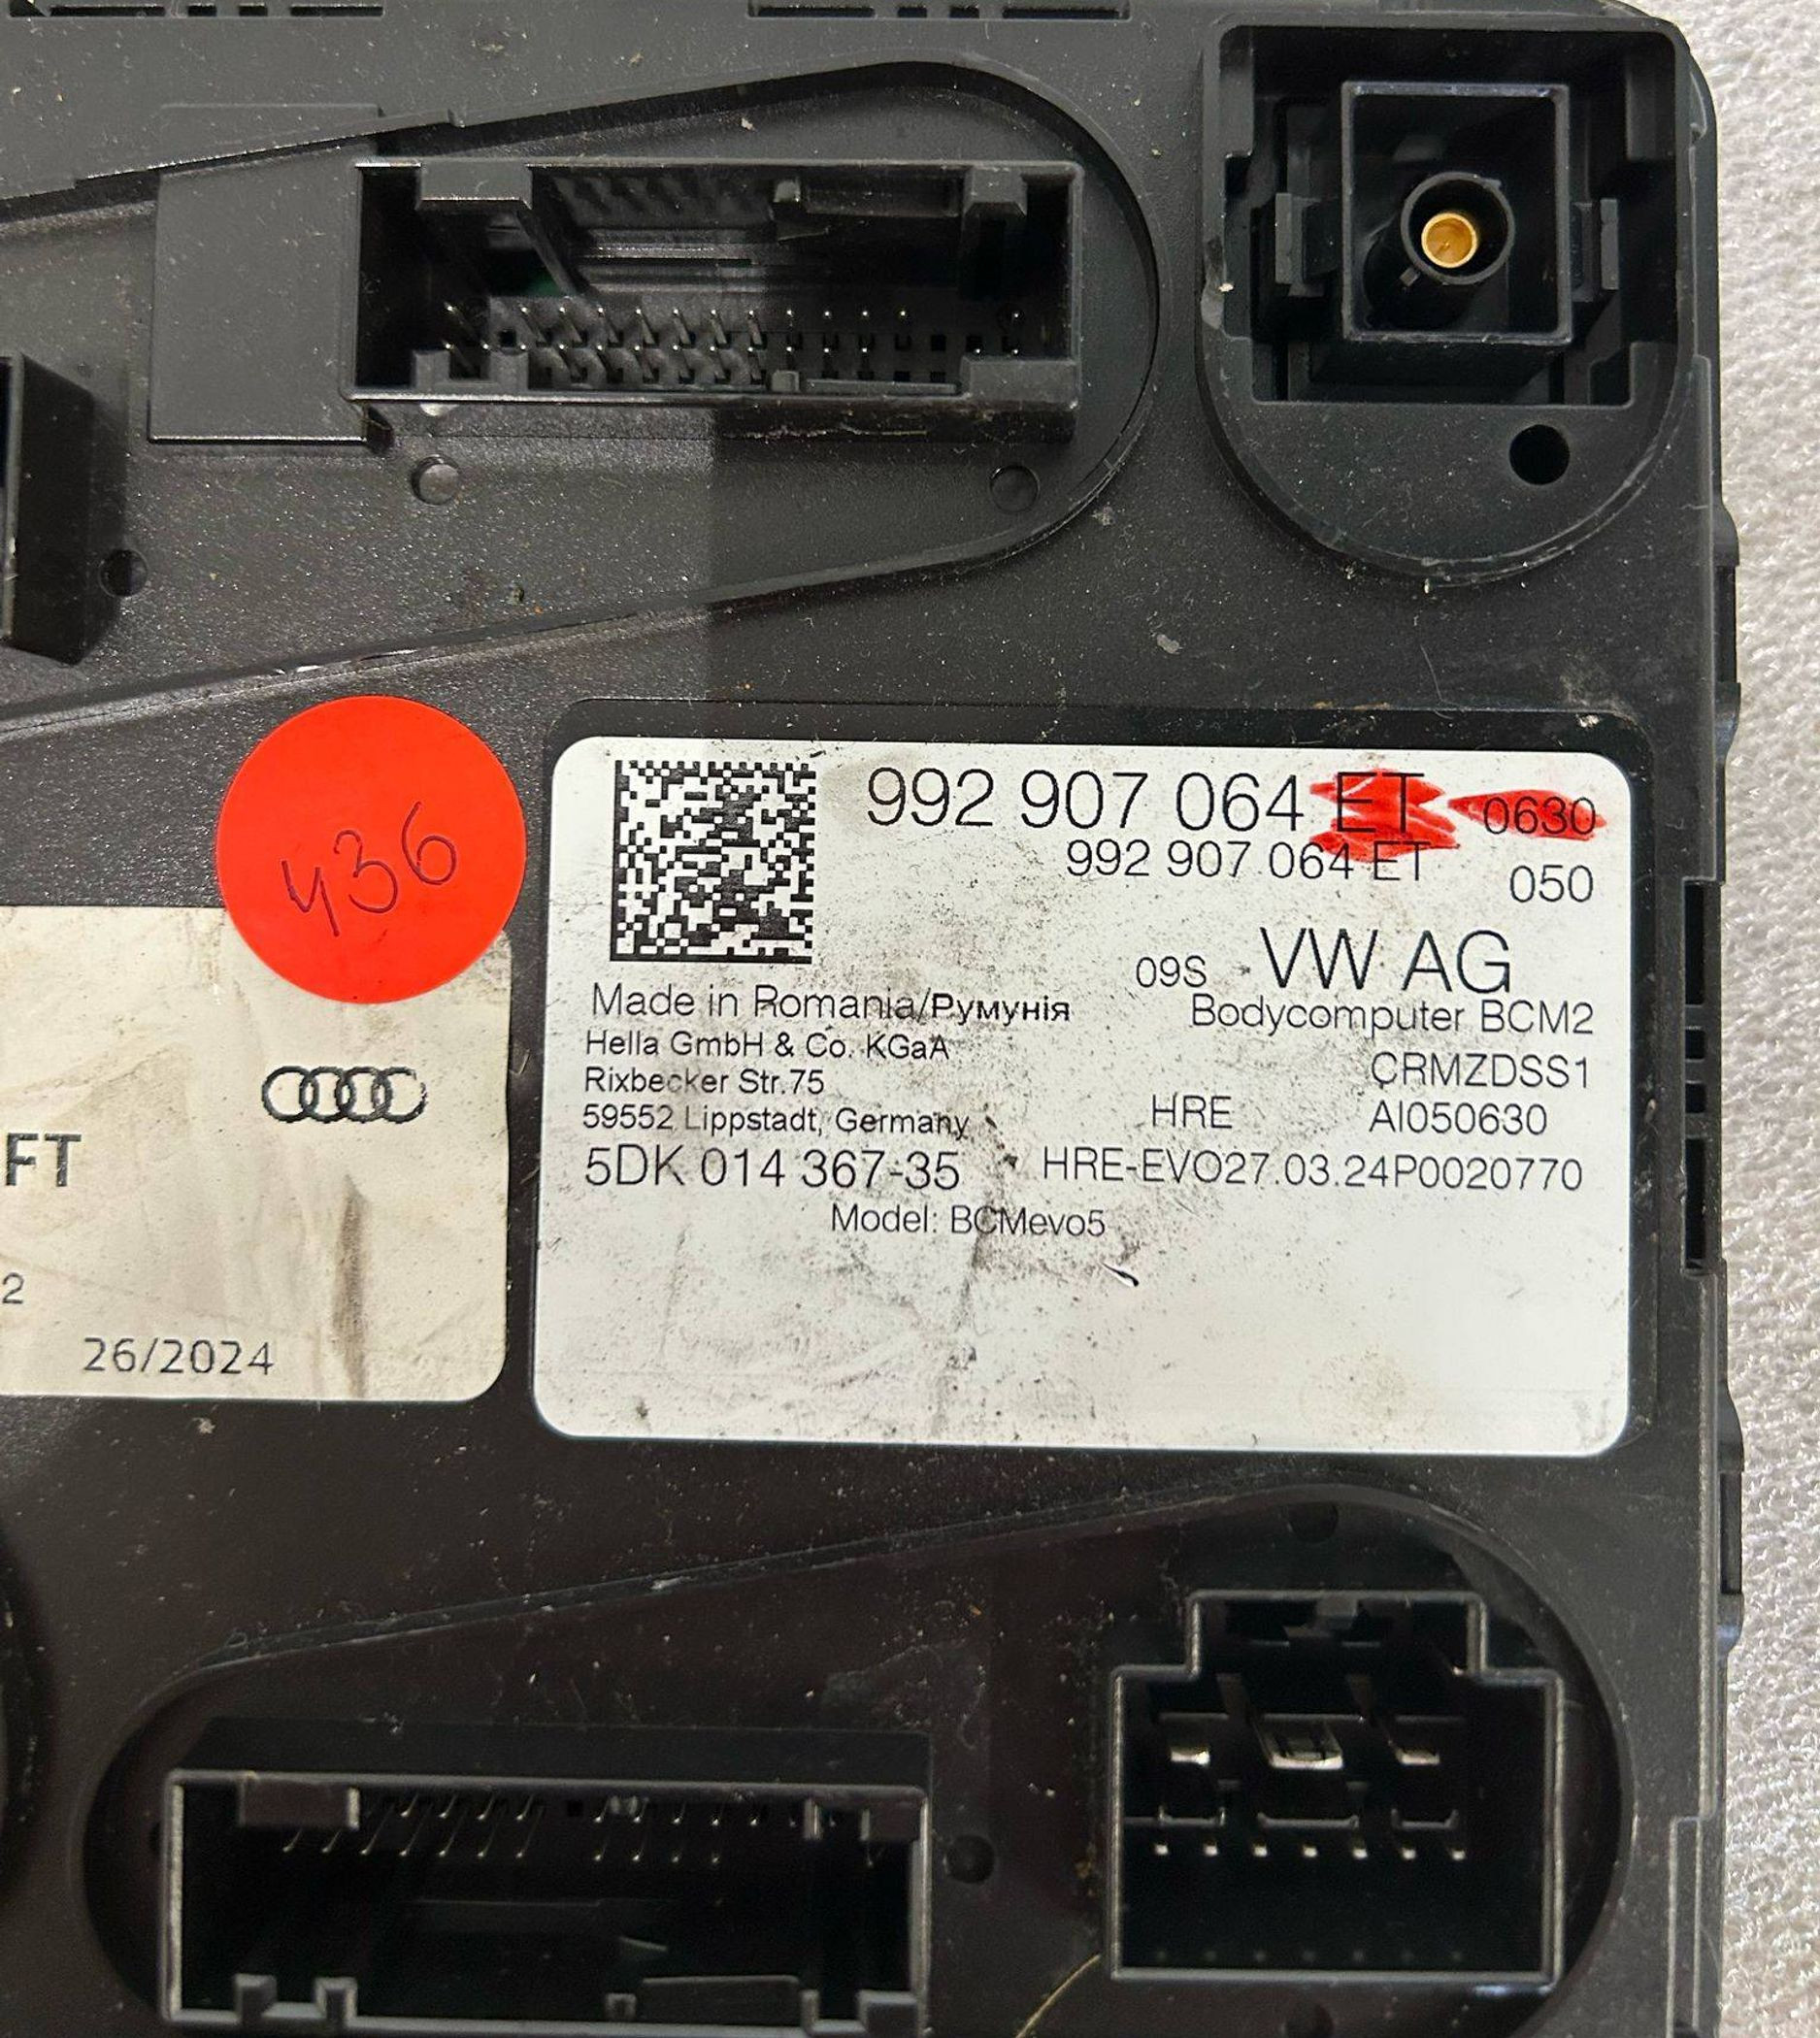 992 907 064 ET 0630
992 907 064 ET 050
09S VW AG
Bodycomputer BCM2
Made in Romania/Румунія
Hella GmbH & Co. KGaA
Rixbecker Str.75
59552 Lippstadt, Germany
CRMZDSS1
HRE AI050630
5DK 014 367-35 HRE-EVO27.03.24P0020770
Model: BCMevo5
436
FT
2
26/2024